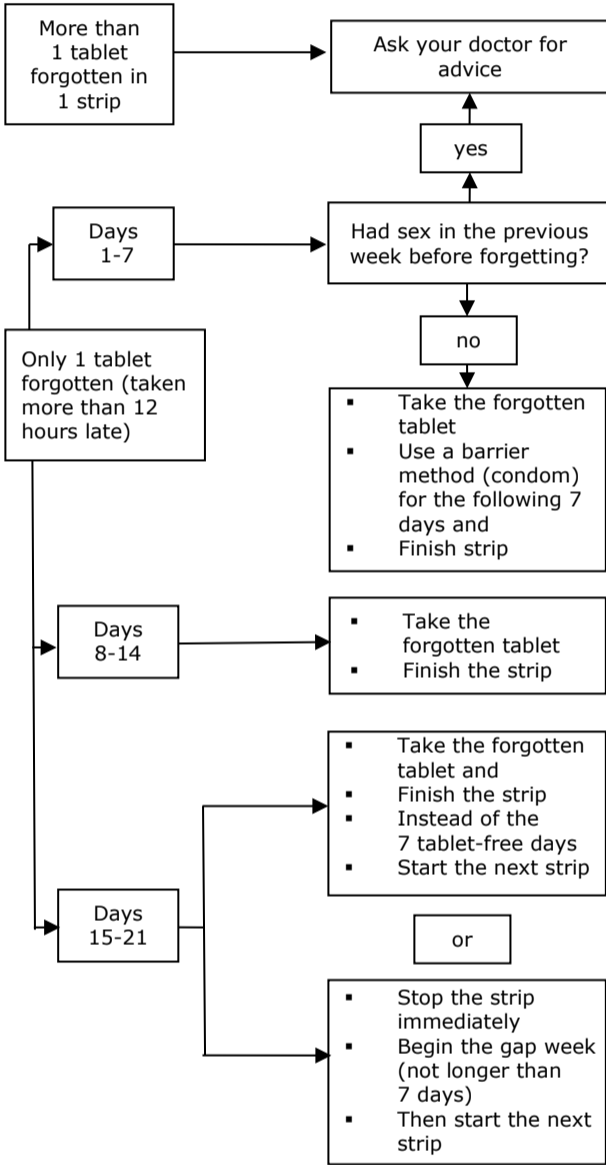 More than
1 tablet
forgotten in
1 strip
Ask your doctor for
advice
yes
Days
1-7
Had sex in the previous
week before forgetting?
no
Only 1 tablet
forgotten (taken
more than 12
hours late)
▪ Take the forgotten
tablet
▪ Use a barrier
method (condom)
for the following 7
days and
▪ Finish strip
Days
8-14
▪ Take the
forgotten tablet
▪ Finish the strip
▪ Take the forgotten
tablet and
▪ Finish the strip
▪ Instead of the
7 tablet-free days
▪ Start the next strip
Days
15-21
or
▪ Stop the strip
immediately
▪ Begin the gap week
(not longer than
7 days)
▪ Then start the next
strip